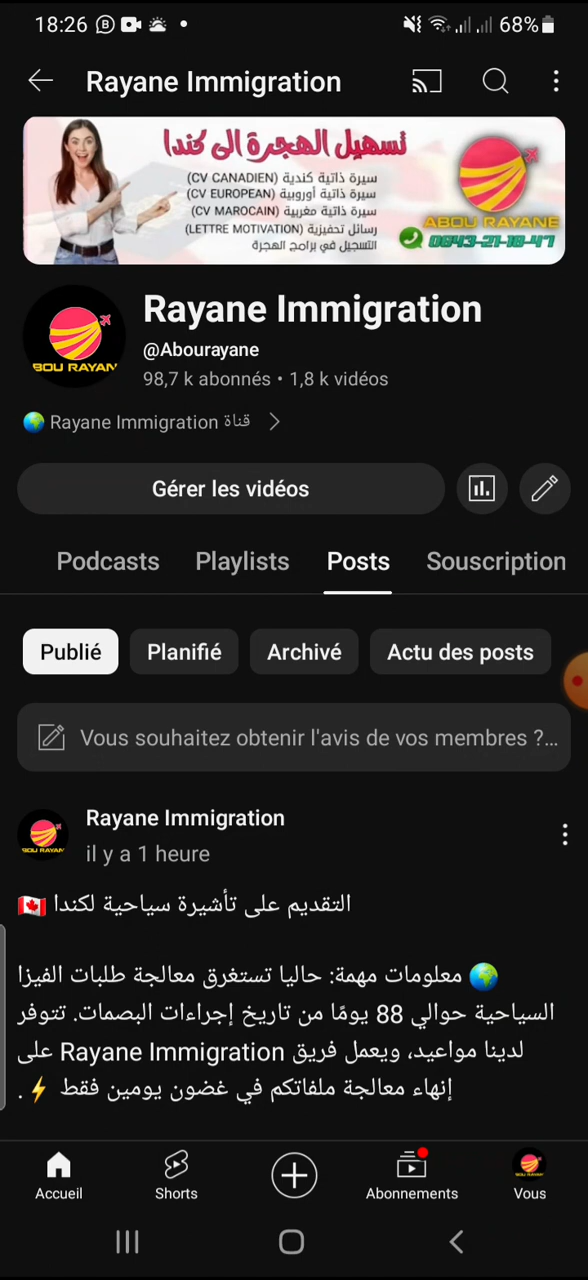 18:26
68%
Rayane Immigration
تسهيل الهجرة الى كندا
سيرة ذاتية كندية (CV CANADIEN)
سيرة ذاتية أوروبية (CV EUROPEAN)
سيرة ذاتية مغربية (CV MAROCAIN)
رسائل تحفيزية (LETTRE MOTIVATION)
التسجيل في برامج الهجرة
ABOU RAYANE
0643-21-18-47
Rayane Immigration
@Abourayane
98,7 k abonnés • 1,8 k vidéos
قناة Rayane Immigration
Gérer les vidéos
Podcasts Playlists Posts Souscription
Publié Planifié Archivé Actu des posts
Vous souhaitez obtenir l'avis de vos membres ?...
Rayane Immigration
il y a 1 heure
التقديم على تأشيرة سياحية لكندا 🇨🇦
🌍 معلومات مهمة: حاليا تستغرق معالجة طلبات الفيزا
السياحية حوالي 88 يومًا من تاريخ إجراءات البصمات. تتوفر
لدينا مواعيد، ويعمل فريق Rayane Immigration على
إنهاء معالجة ملفاتكم في غضون يومين فقط ⚡.
Accueil Shorts Abonnements Vous